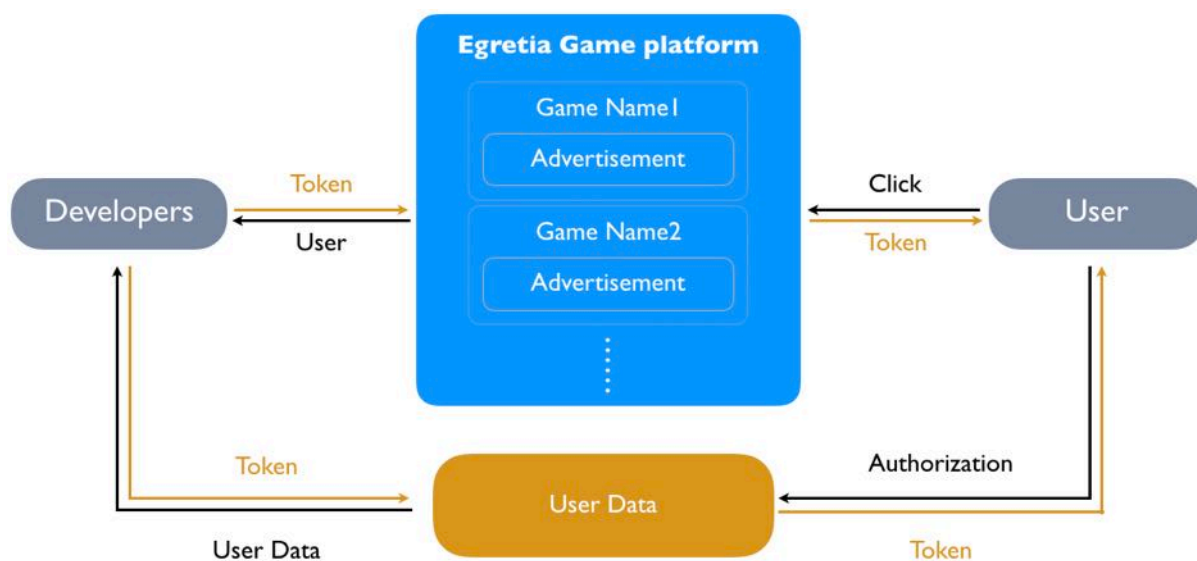 Egretia Game platform
Game Name1
Advertisement
Token
Click
Developers
User
User
Game Name2
Token
Advertisement
Token
Authorization
User Data
User Data
Token